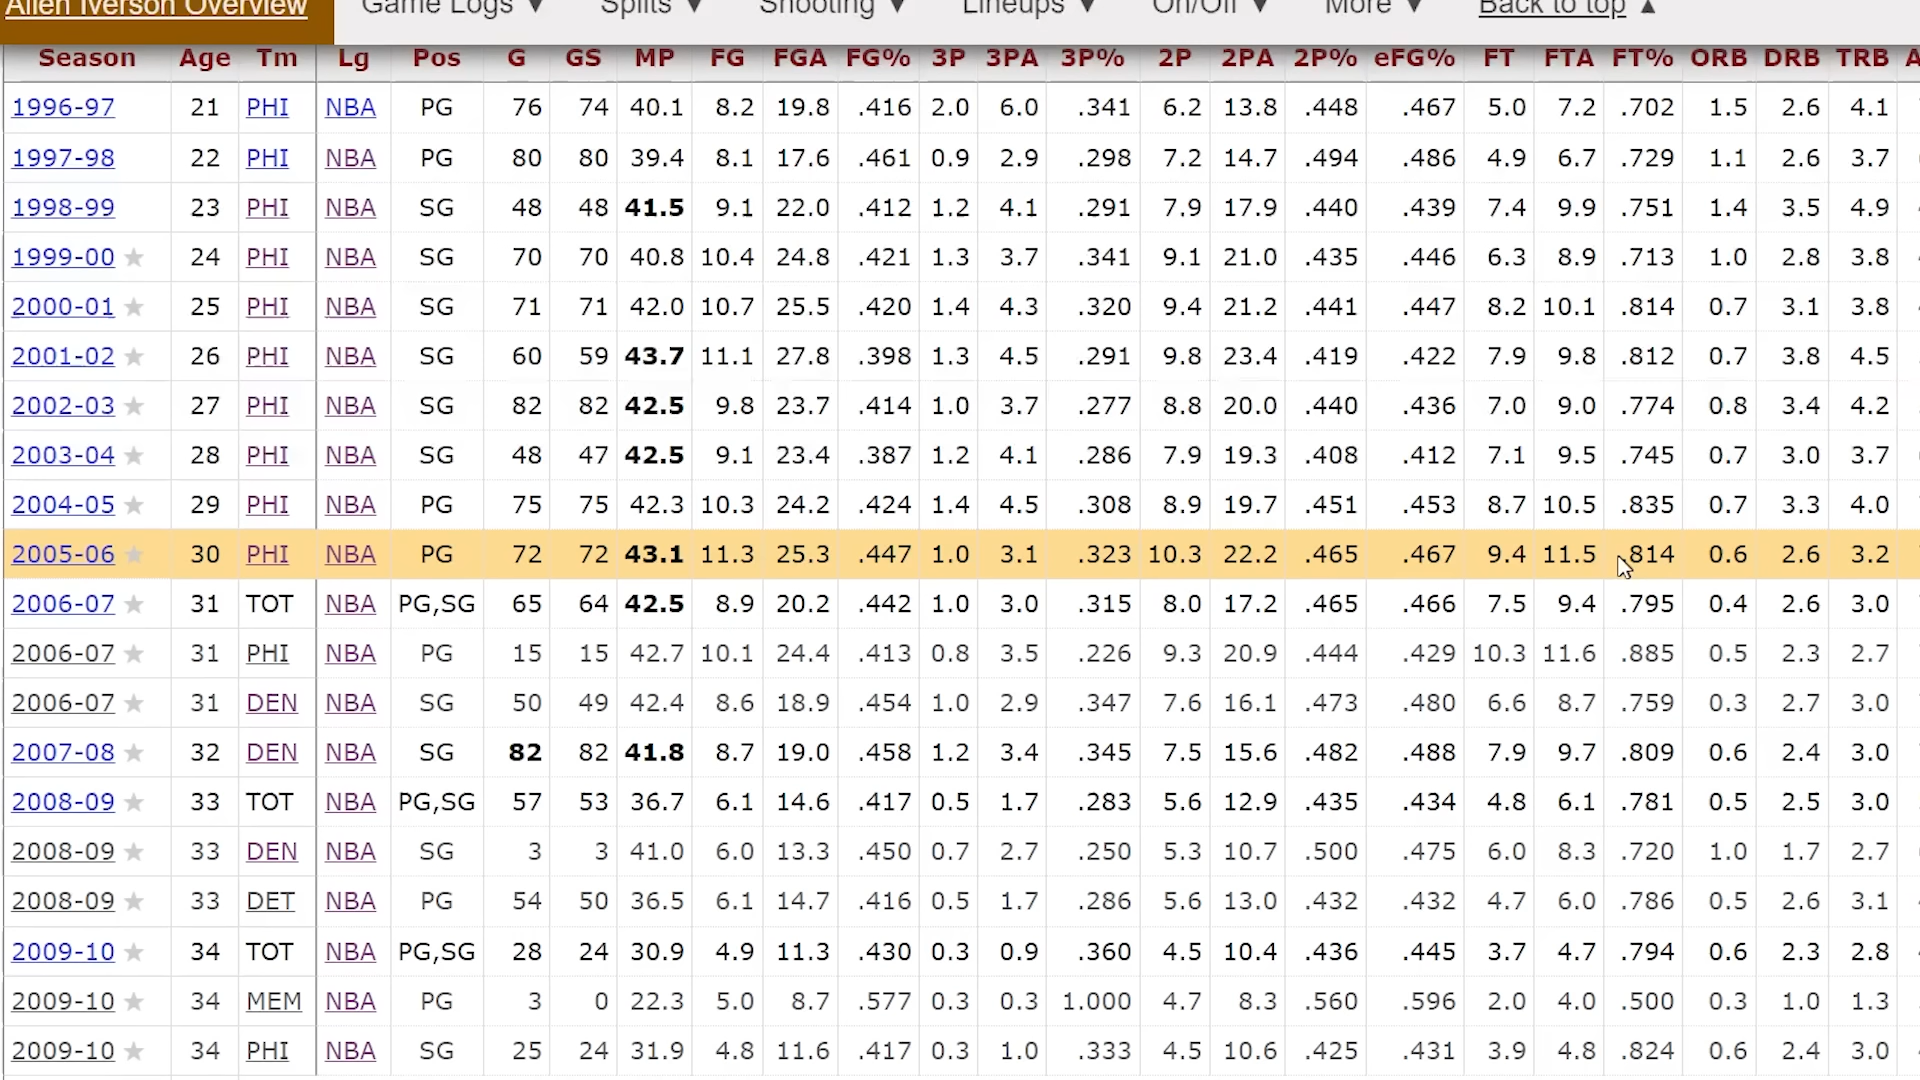 Allen Iverson Overview Game Logs ▼ Splits ▼ Shooting ▼ Lineups ▼ On/Off ▼ More ▼ Back to top ▲
Season Age Tm Lg Pos G GS MP FG FGA FG% 3P 3PA 3P% 2P 2PA 2P% eFG% FT FTA FT% ORB DRB TRB
1996-97 21 PHI NBA PG 76 74 40.1 8.2 19.8 .416 2.0 6.0 .341 6.2 13.8 .448 .467 5.0 7.2 .702 1.5 2.6 4.1
1997-98 22 PHI NBA PG 80 80 39.4 8.1 17.6 .461 0.9 2.9 .298 7.2 14.7 .494 .486 4.9 6.7 .729 1.1 2.6 3.7
1998-99 23 PHI NBA SG 48 48 41.5 9.1 22.0 .412 1.2 4.1 .291 7.9 17.9 .440 .439 7.4 9.9 .751 1.4 3.5 4.9
1999-00 ★ 24 PHI NBA SG 70 70 40.8 10.4 24.8 .421 1.3 3.7 .341 9.1 21.0 .435 .446 6.3 8.9 .713 1.0 2.8 3.8
2000-01 ★ 25 PHI NBA SG 71 71 42.0 10.7 25.5 .420 1.4 4.3 .320 9.4 21.2 .441 .447 8.2 10.1 .814 0.7 3.1 3.8
2001-02 ★ 26 PHI NBA SG 60 59 43.7 11.1 27.8 .398 1.3 4.5 .291 9.8 23.4 .419 .422 7.9 9.8 .812 0.7 3.8 4.5
2002-03 ★ 27 PHI NBA SG 82 82 42.5 9.8 23.7 .414 1.0 3.7 .277 8.8 20.0 .440 .436 7.0 9.0 .774 0.8 3.4 4.2
2003-04 ★ 28 PHI NBA SG 48 47 42.5 9.1 23.4 .387 1.2 4.1 .286 7.9 19.3 .408 .412 7.1 9.5 .745 0.7 3.0 3.7
2004-05 ★ 29 PHI NBA PG 75 75 42.3 10.3 24.2 .424 1.4 4.5 .308 8.9 19.7 .451 .453 8.7 10.5 .835 0.7 3.3 4.0
2005-06 ★ 30 PHI NBA PG 72 72 43.1 11.3 25.3 .447 1.0 3.1 .323 10.3 22.2 .465 .467 9.4 11.5 .814 0.6 2.6 3.2
2006-07 ★ 31 TOT NBA PG,SG 65 64 42.5 8.9 20.2 .442 1.0 3.0 .315 8.0 17.2 .465 .466 7.5 9.4 .795 0.4 2.6 3.0
2006-07 ★ 31 PHI NBA PG 15 15 42.7 10.1 24.4 .413 0.8 3.5 .226 9.3 20.9 .444 .429 10.3 11.6 .885 0.5 2.3 2.7
2006-07 ★ 31 DEN NBA SG 50 49 42.4 8.6 18.9 .454 1.0 2.9 .347 7.6 16.1 .473 .480 6.6 8.7 .759 0.3 2.7 3.0
2007-08 ★ 32 DEN NBA SG 82 82 41.8 8.7 19.0 .458 1.2 3.4 .345 7.5 15.6 .482 .488 7.9 9.7 .809 0.6 2.4 3.0
2008-09 ★ 33 TOT NBA PG,SG 57 53 36.7 6.1 14.6 .417 0.5 1.7 .283 5.6 12.9 .435 .434 4.8 6.1 .781 0.5 2.5 3.0
2008-09 ★ 33 DEN NBA SG 3 3 41.0 6.0 13.3 .450 0.7 2.7 .250 5.3 10.7 .500 .475 6.0 8.3 .720 1.0 1.7 2.7
2008-09 ★ 33 DET NBA PG 54 50 36.5 6.1 14.7 .416 0.5 1.7 .286 5.6 13.0 .432 .432 4.7 6.0 .786 0.5 2.6 3.1
2009-10 ★ 34 TOT NBA PG,SG 28 24 30.9 4.9 11.3 .430 0.3 0.9 .360 4.5 10.4 .436 .445 3.7 4.7 .794 0.6 2.3 2.8
2009-10 ★ 34 MEM NBA PG 3 0 22.3 5.0 8.7 .577 0.3 0.3 1.000 4.7 8.3 .560 .596 2.0 4.0 .500 0.3 1.0 1.3
2009-10 ★ 34 PHI NBA SG 25 24 31.9 4.8 11.6 .417 0.3 1.0 .333 4.5 10.6 .425 .431 3.9 4.8 .824 0.6 2.4 3.0